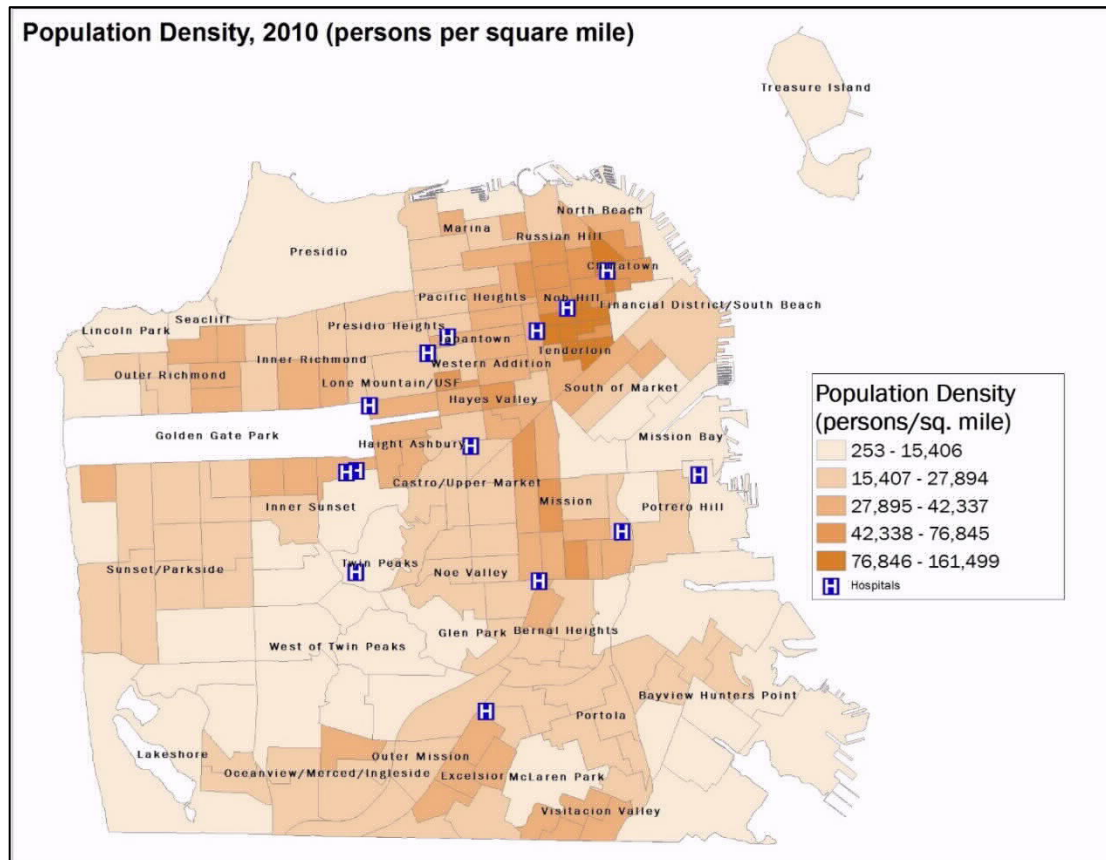 Population Density, 2010 (persons per square mile)
Treasure Island
North Beach
Marina
Russian Hill
Presidio
Chinatown
Pacific Heights
Nob Hill
Financial District/South Beach
Seacliff
Lincoln Park
Presidio Heights
Japantown
Inner Richmond
Tenderloin
Outer Richmond
Western Addition
Lone Mountain/USF
South of Market
Hayes Valley
Golden Gate Park
Haight Ashbury
Mission Bay
Castro/Upper Market
Mission
Inner Sunset
Potrero Hill
Twin Peaks
Sunset/Parkside
Noe Valley
Glen Park
Bernal Heights
West of Twin Peaks
Bayview Hunters Point
Portola
Lakeshore
Outer Mission
Oceanview/Merced/Ingleside
Excelsior
McLaren Park
Visitacion Valley
H
H
H
H
H
H
H
H
H
H
H
H
H
H
Population Density
(persons/sq. mile)
253 - 15,406
15,407 - 27,894
27,895 - 42,337
42,338 - 76,845
76,846 - 161,499
H Hospitals